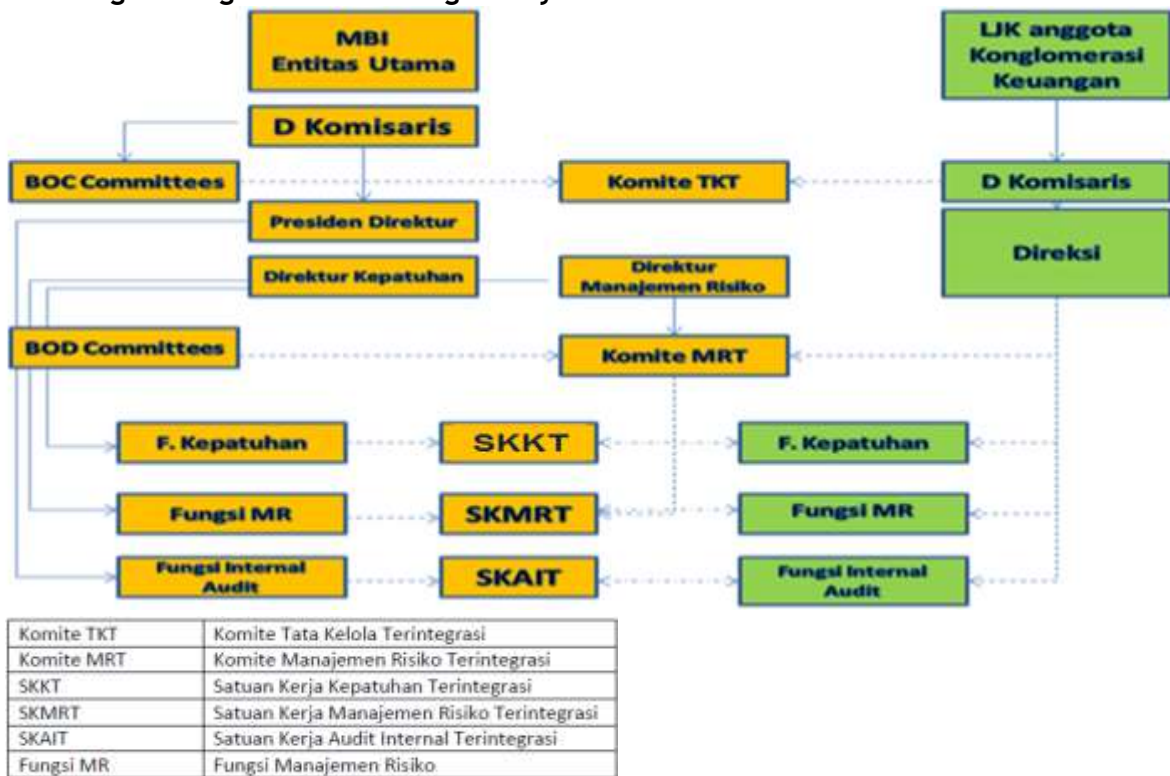 MBI
Entitas Utama
LJK anggota
Konglomerasi
Keuangan
D Komisaris
BOC Committees
Komite TKT
D Komisaris
Presiden Direktur
Direksi
Direktur Kepatuhan
Direktur
Manajemen Risiko
BOD Committees
Komite MRT
F. Kepatuhan
SKKT
F. Kepatuhan
Fungsi MR
SKMRT
Fungsi MR
Fungsi Internal
Audit
SKAIT
Fungsi Internal
Audit
Komite TKT Komite Tata Kelola Terintegrasi
Komite MRT Komite Manajemen Risiko Terintegrasi
SKKT Satuan Kerja Kepatuhan Terintegrasi
SKMRT Satuan Kerja Manajemen Risiko Terintegrasi
SKAIT Satuan Kerja Audit Internal Terintegrasi
Fungsi MR Fungsi Manajemen Risiko